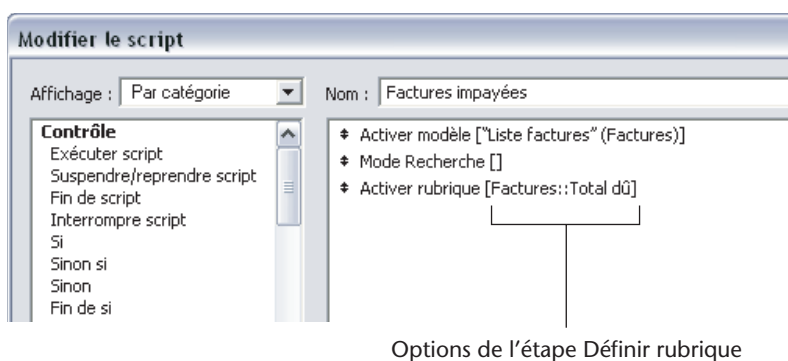 Modifier le script
Affichage : Par catégorie
Nom : Factures impayées
Contrôle
Exécuter script
Suspendre/reprendre script
Fin de script
Interrompre script
Si
Sinon si
Sinon
Fin de si
Activer modèle ["Liste factures" (Factures)]
Mode Recherche []
Activer rubrique [Factures::Total dû]
Options de l'étape Définir rubrique